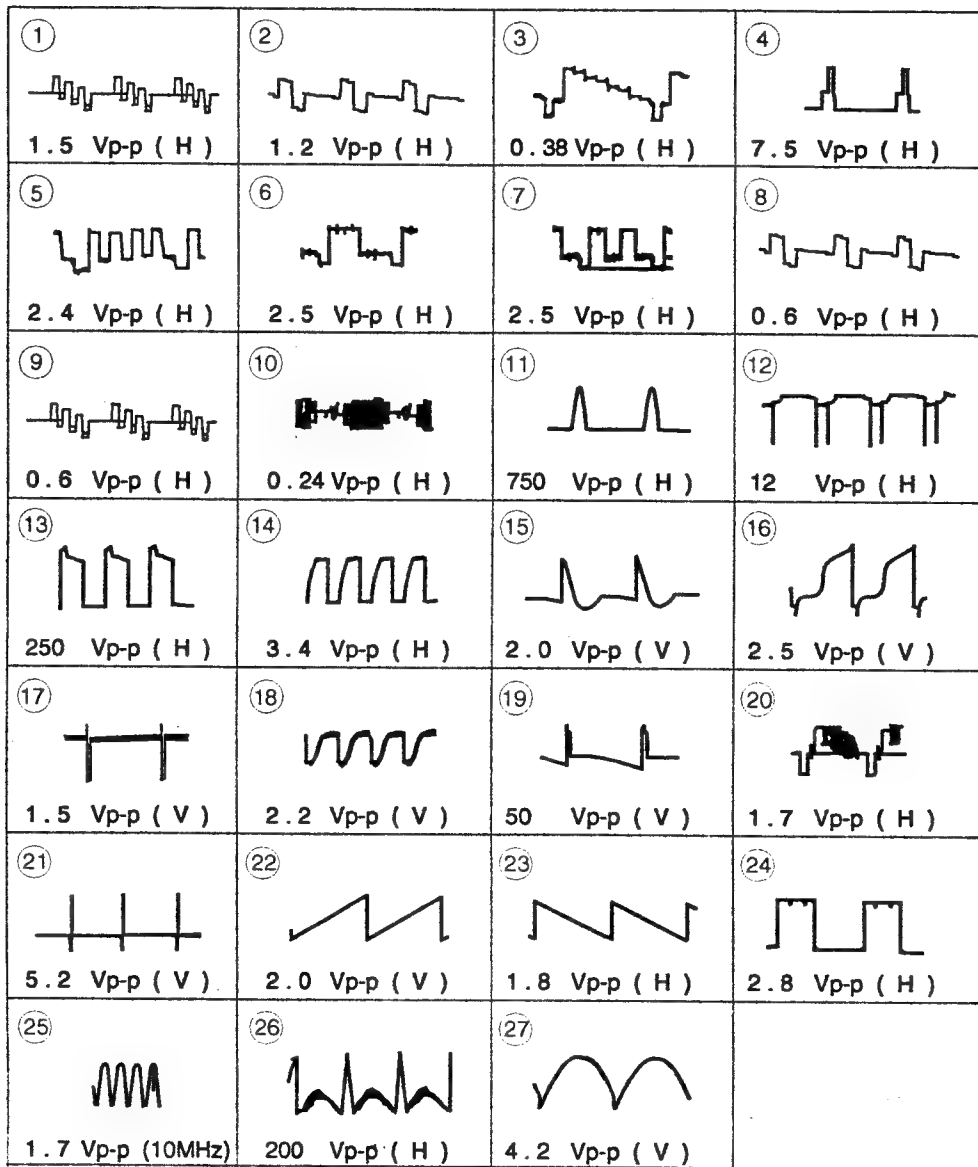 1 2 3 4
1.5 Vp-p ( H ) 1.2 Vp-p ( H ) 0.38 Vp-p ( H ) 7.5 Vp-p ( H )
5 6 7 8
2.4 Vp-p ( H ) 2.5 Vp-p ( H ) 2.5 Vp-p ( H ) 0.6 Vp-p ( H )
9 10 11 12
0.6 Vp-p ( H ) 0.24 Vp-p ( H ) 750 Vp-p ( H ) 12 Vp-p ( H )
13 14 15 16
250 Vp-p ( H ) 3.4 Vp-p ( H ) 2.0 Vp-p ( V ) 2.5 Vp-p ( V )
17 18 19 20
1.5 Vp-p ( V ) 2.2 Vp-p ( V ) 50 Vp-p ( V ) 1.7 Vp-p ( H )
21 22 23 24
5.2 Vp-p ( V ) 2.0 Vp-p ( V ) 1.8 Vp-p ( H ) 2.8 Vp-p ( H )
25 26 27
1.7 Vp-p (10MHz) 200 Vp-p ( H ) 4.2 Vp-p ( V )